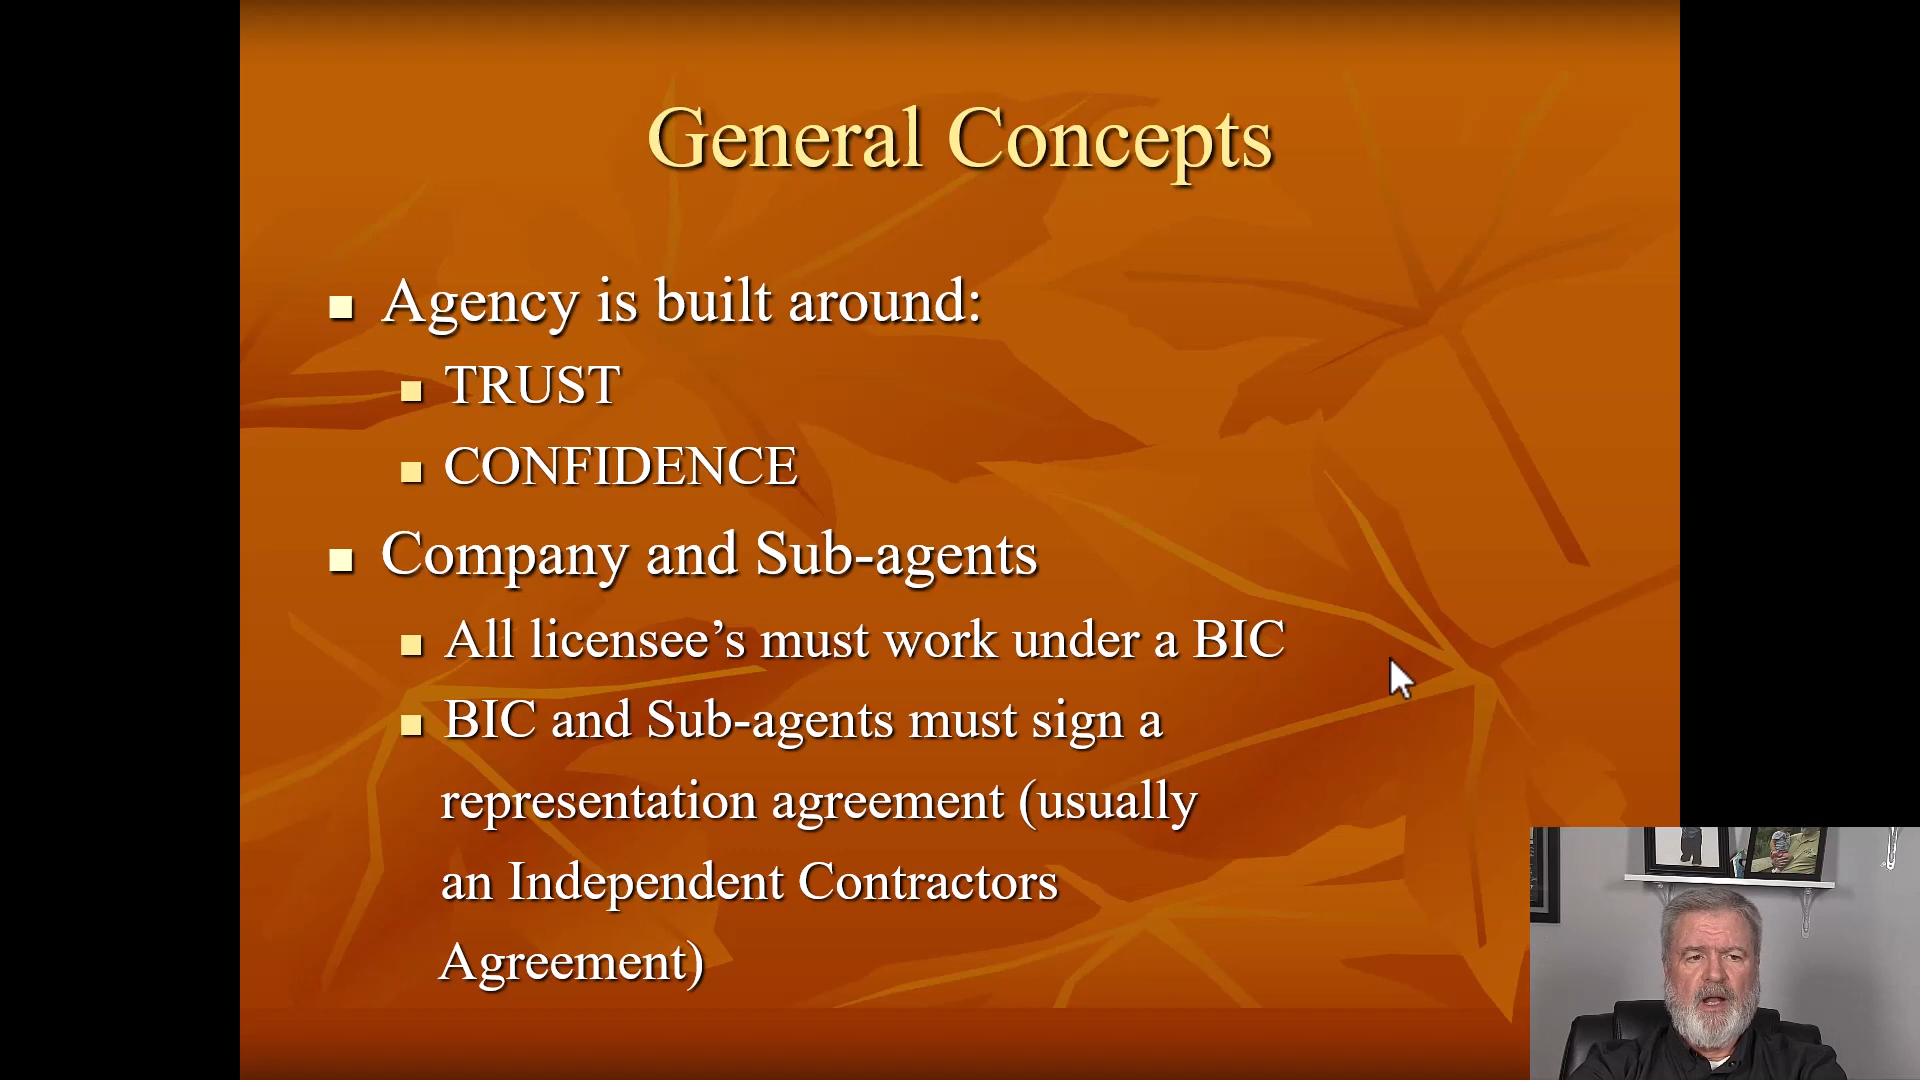 General Concepts
Agency is built around:
TRUST
CONFIDENCE
Company and Sub-agents
All licensee’s must work under a BIC
BIC and Sub-agents must sign a
representation agreement (usually
an Independent Contractors
Agreement)